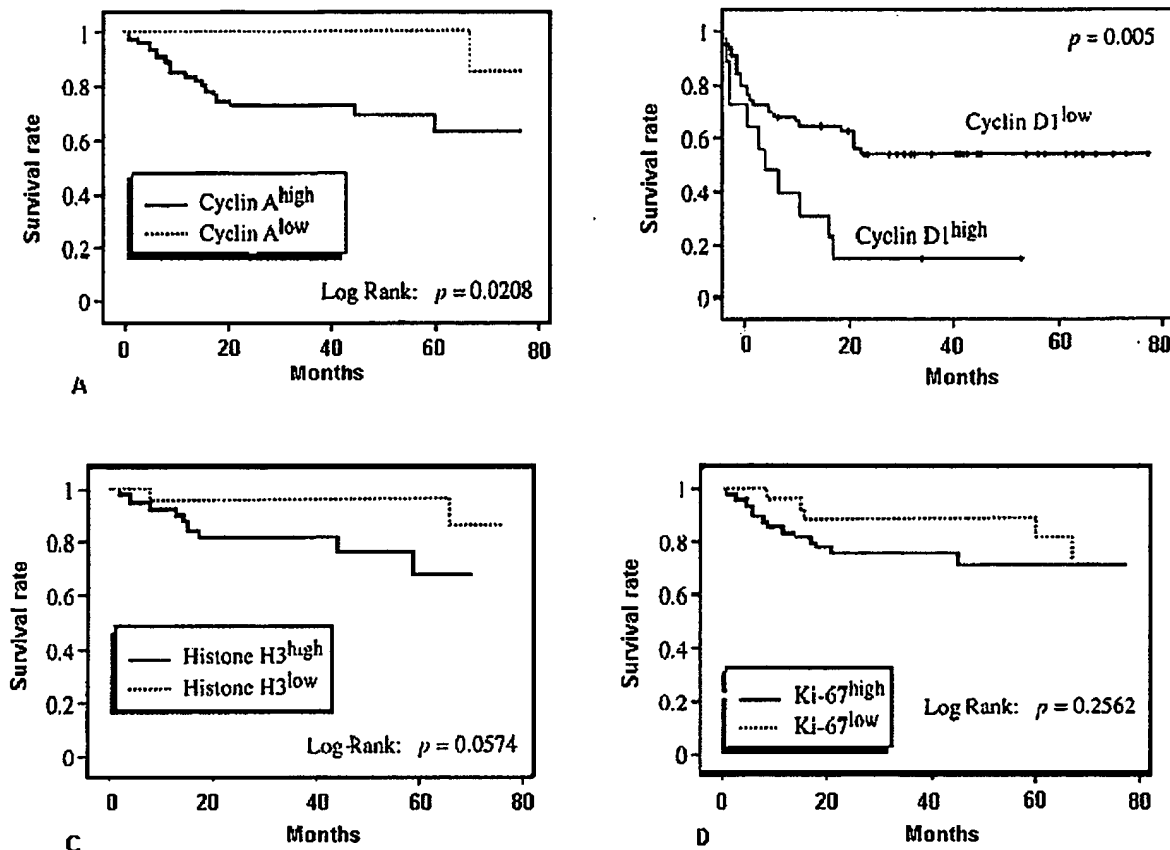 1
0.8
0.6
0.4
0.2
0
Survival rate
Cyclin A^high
Cyclin A^low
Log Rank: p = 0.0208
0 20 40 60 80
Months
A
1
0.8
0.6
0.4
0.2
0
Survival rate
p = 0.005
Cyclin D1^low
Cyclin D1^high
0 20 40 60 80
Months
1
0.8
0.6
0.4
0.2
0
Survival rate
Histone H3^high
Histone H3^low
Log-Rank: p = 0.0574
0 20 40 60 80
Months
C
1
0.8
0.6
0.4
0.2
0
Survival rate
Ki-67^high
Ki-67^low
Log Rank: p = 0.2562
0 20 40 60 80
Months
D